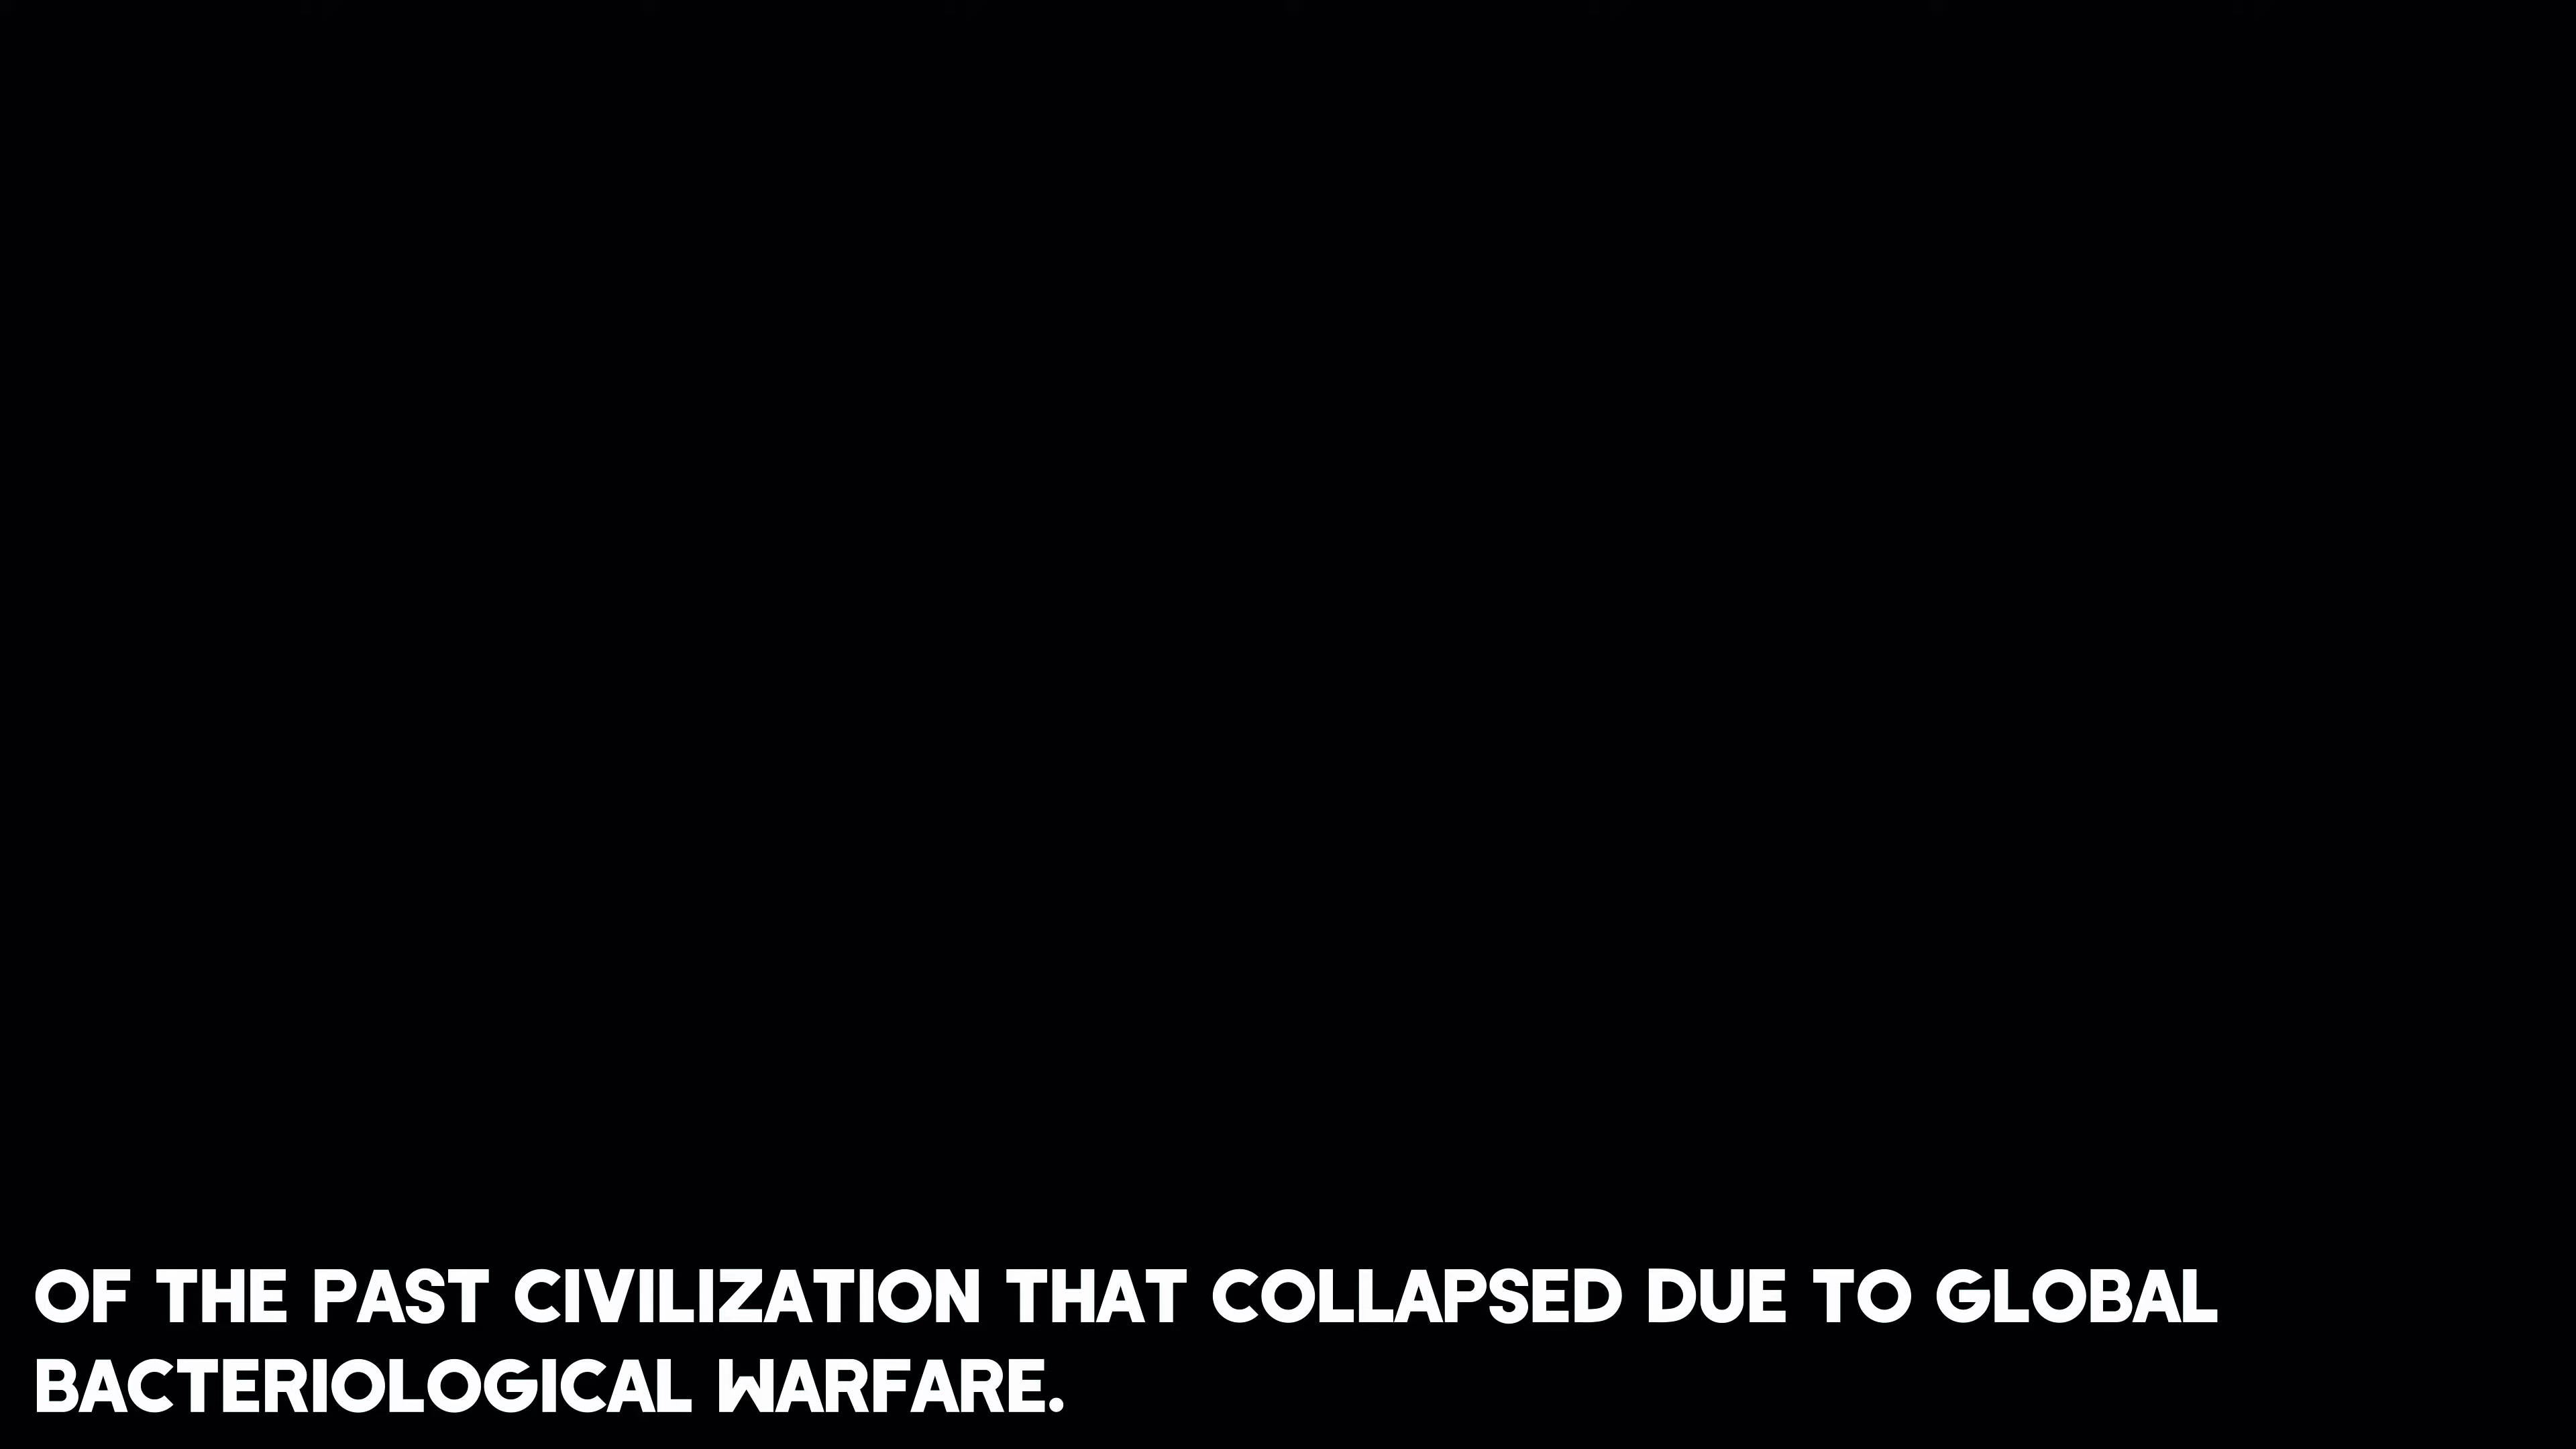 OF THE PAST CIVILIZATION THAT COLLAPSED DUE TO GLOBAL
BACTERIOLOGICAL WARFARE.